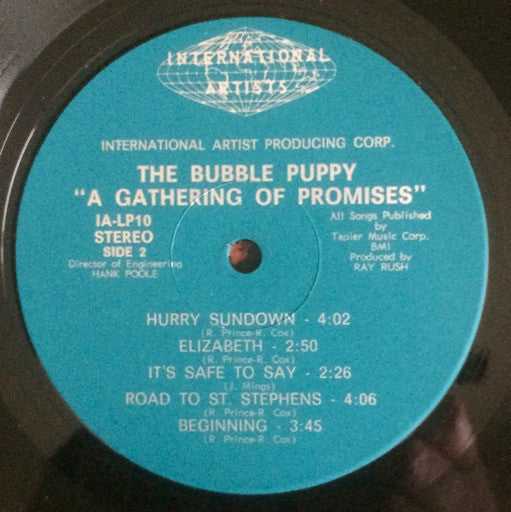 INTERNATIONAL
ARTISTS
INTERNATIONAL ARTIST PRODUCING CORP.
THE BUBBLE PUPPY
"A GATHERING OF PROMISES"
IA-LP10
STEREO
SIDE 2
Director of Engineering
HANK POOLE
All Songs Published
by
Tapier Music Corp.
BMI
Produced by
RAY RUSH
HURRY SUNDOWN - 4:02
(R. Prince-R. Cox)
ELIZABETH - 2:50
(R. Prince-R. Cox)
IT'S SAFE TO SAY - 2:26
(J. Mings)
ROAD TO ST. STEPHENS - 4:06
(R. Prince-R. Cox)
BEGINNING - 3:45
(R. Prince-R. Cox)